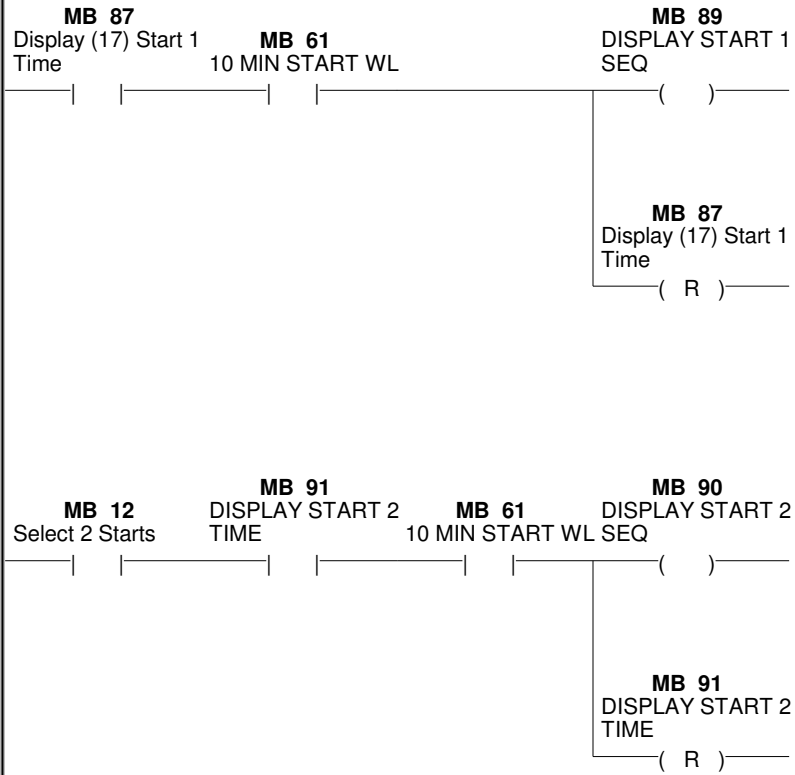 MB 87
Display (17) Start 1
Time
MB 61
10 MIN START WL
MB 89
DISPLAY START 1
SEQ
( )
MB 87
Display (17) Start 1
Time
( R )
MB 12
Select 2 Starts
MB 91
DISPLAY START 2
TIME
MB 61
10 MIN START WL
MB 90
DISPLAY START 2
SEQ
( )
MB 91
DISPLAY START 2
TIME
( R )